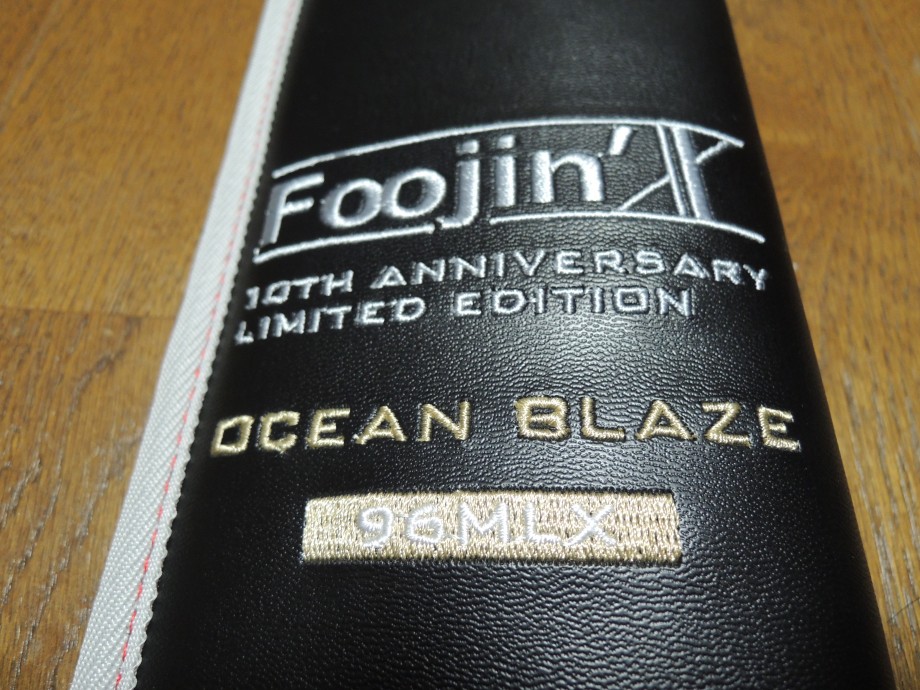 Foojin'X
10TH ANNIVERSARY
LIMITED EDITION
OCEAN BLAZE
96MLX